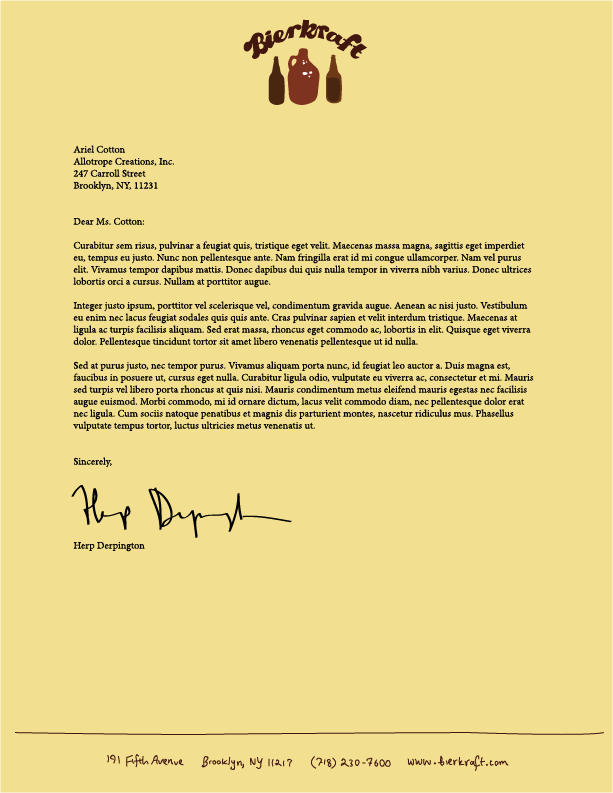 Bierkraft
Ariel Cotton
Allotrope Creations, Inc.
247 Carroll Street
Brooklyn, NY, 11231
Dear Ms. Cotton:
Curabitur sem risus, pulvinar a feugiat quis, tristique eget velit. Maecenas massa magna, sagittis eget imperdiet
eu, tempus eu justo. Nunc non pellentesque ante. Nam fringilla erat id mi congue ullamcorper. Nam vel purus
elit. Vivamus tempor dapibus mattis. Donec dapibus dui quis nulla tempor in viverra nibh varius. Donec ultrices
lobortis orci a cursus. Nullam at porttitor augue.
Integer justo ipsum, porttitor vel scelerisque vel, condimentum gravida augue. Aenean ac nisi justo. Vestibulum
eu enim nec lacus feugiat sodales quis quis ante. Cras pulvinar sapien et velit interdum tristique. Maecenas at
ligula ac turpis facilisis aliquam. Sed erat massa, rhoncus eget commodo ac, lobortis in elit. Quisque eget viverra
dolor. Pellentesque tincidunt tortor sit amet libero venenatis pellentesque ut id nulla.
Sed at purus justo, nec tempor purus. Vivamus aliquam porta nunc, id feugiat leo auctor a. Duis magna est,
faucibus in posuere ut, cursus eget nulla. Curabitur ligula odio, vulputate eu viverra ac, consectetur et mi. Mauris
sed turpis vel libero porta rhoncus at quis nisi. Mauris condimentum metus eleifend mauris egestas nec facilisis
augue euismod. Morbi commodo, mi id ornare dictum, lacus velit commodo diam, nec pellentesque dolor erat
nec ligula. Cum sociis natoque penatibus et magnis dis parturient montes, nascetur ridiculus mus. Phasellus
vulputate tempus tortor, luctus ultricies metus venenatis ut.
Sincerely,
Herp Derpington
Herp Derpington
191 Fifth Avenue Brooklyn, NY 11217 (718) 230-7600 www.bierkraft.com